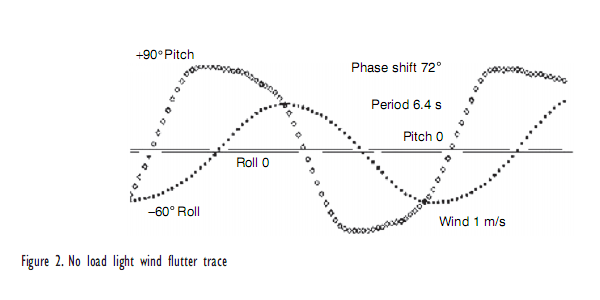 +90° Pitch
Phase shift 72°
Period 6.4 s
Pitch 0
Roll 0
–60° Roll
Wind 1 m/s
Figure 2. No load light wind flutter trace